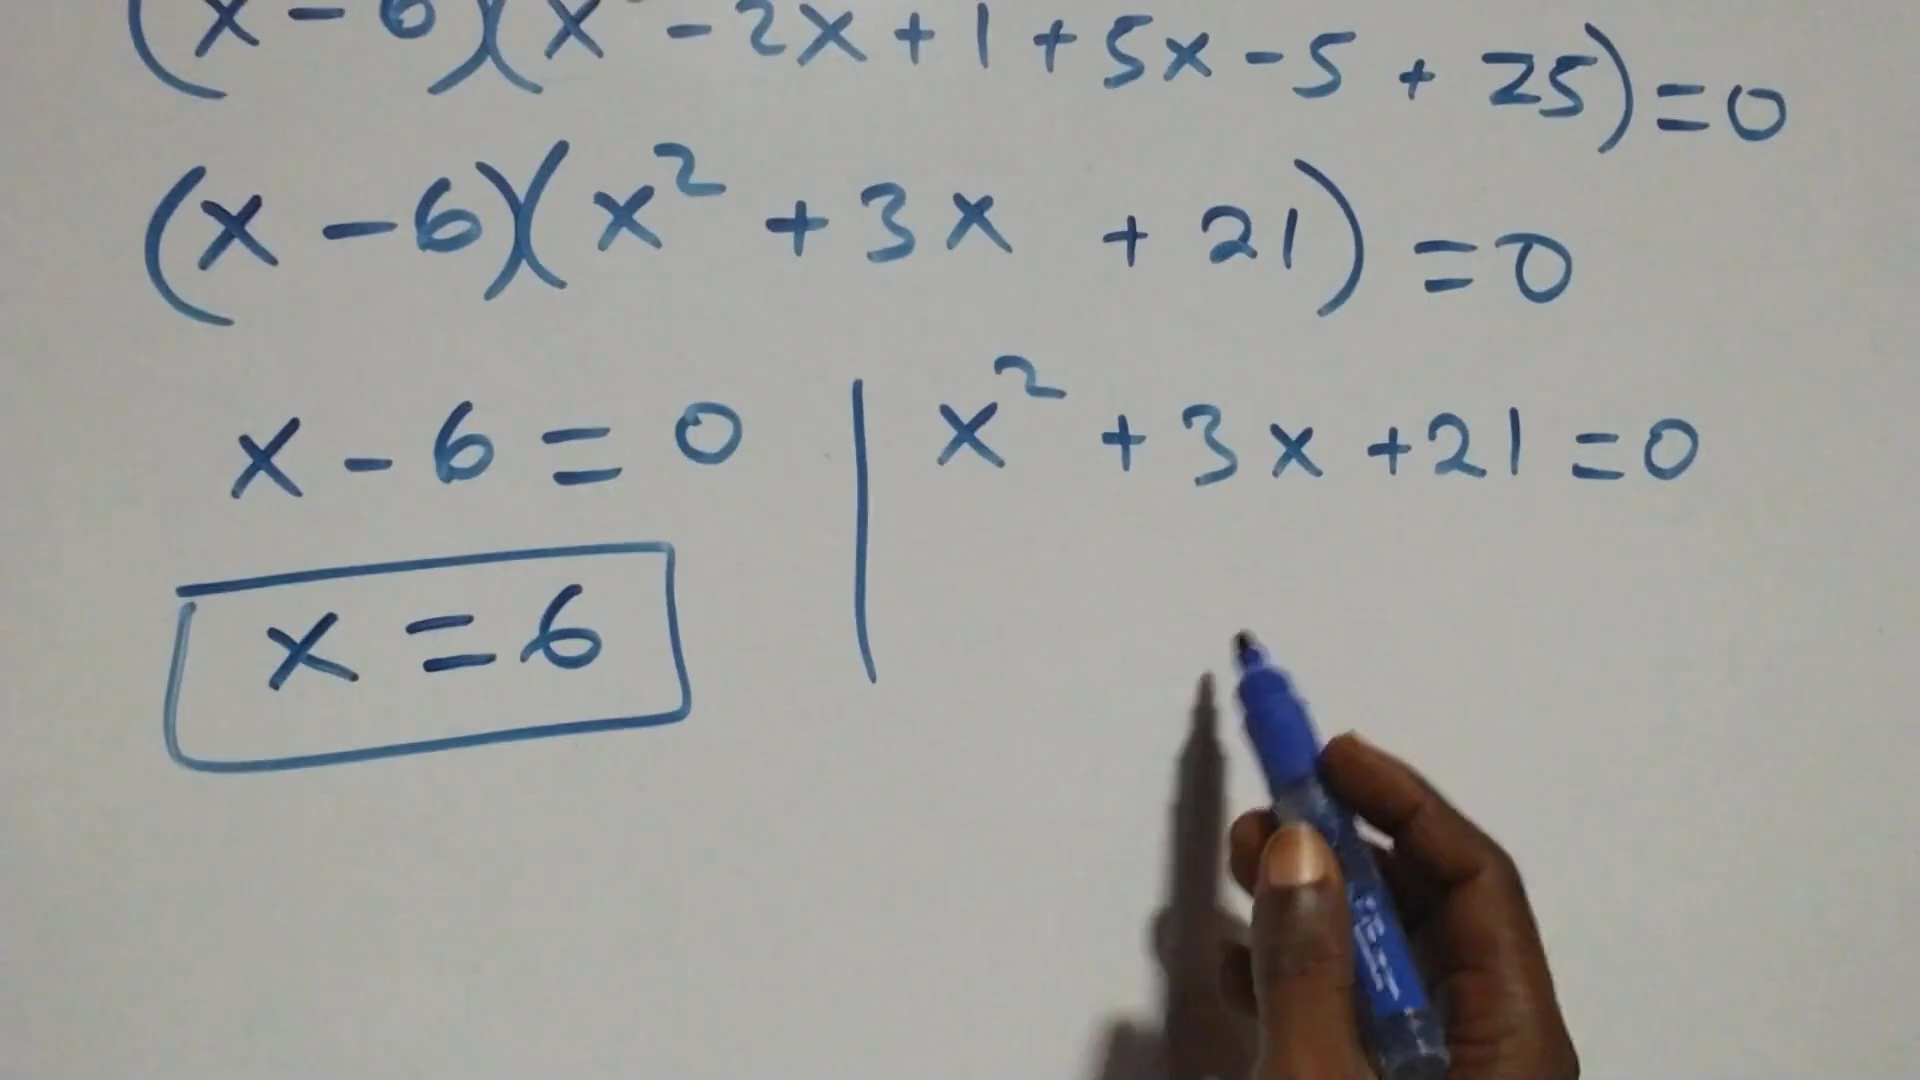 (x - 6)(x² - 2x + 1 + 5x - 5 + 25) = 0
(x - 6)(x² + 3x + 21) = 0
x - 6 = 0 | x² + 3x + 21 = 0
x = 6